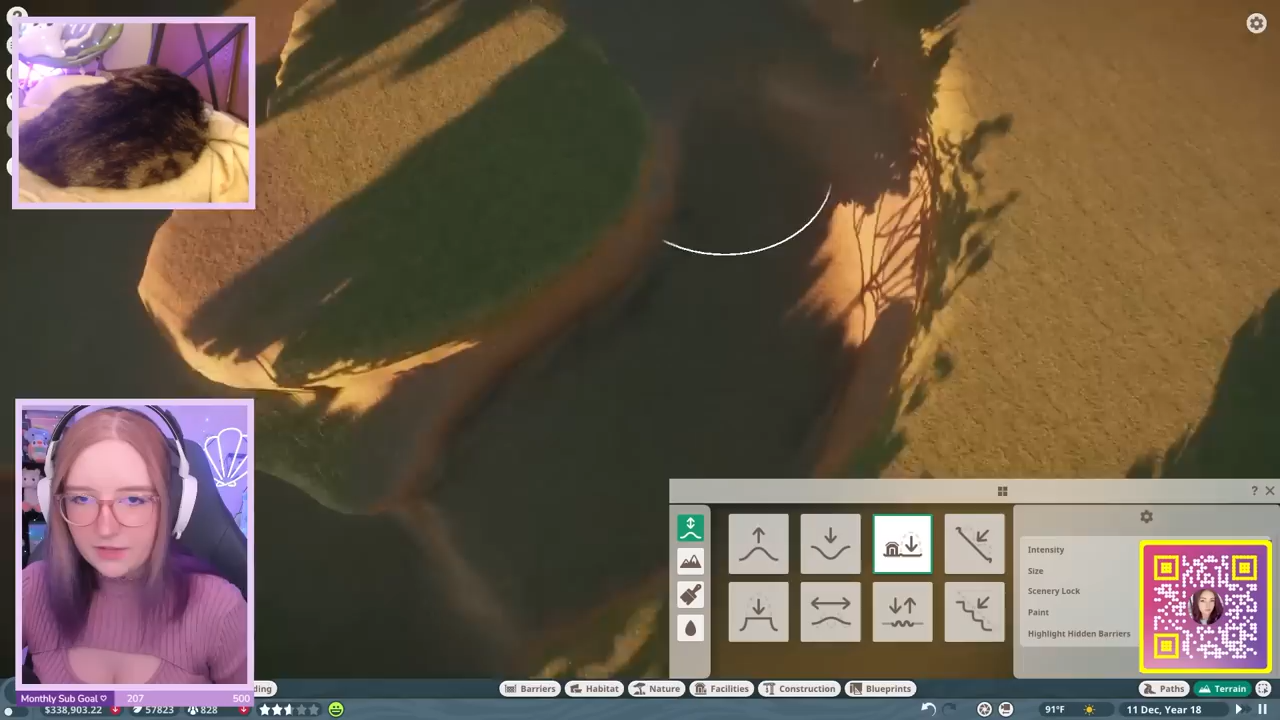 ?
Intensity
Size
Scenery Lock
Paint
Highlight Hidden Barriers
Monthly Sub Goal ♡ 207 500
ding
Barriers
Habitat
Nature
Facilities
Construction
Blueprints
Paths
Terrain
$338,903.22
57823
828
91°F
11 Dec, Year 18